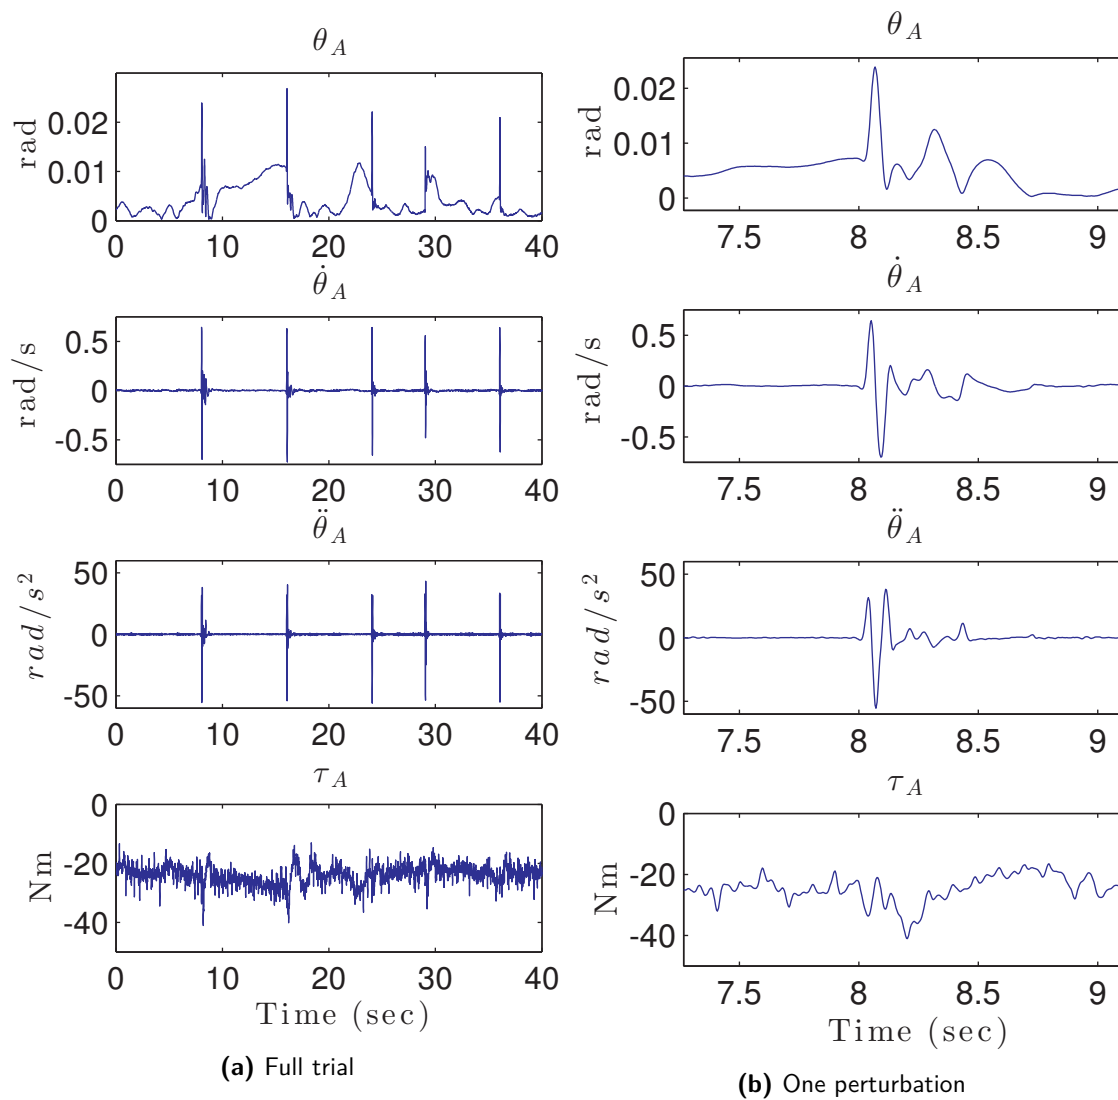 θ_A
rad
0.02
0.01
0
0 10 20 30 40
θ̇_A
rad/s
0.5
0
-0.5
0 10 20 30 40
θ̈_A
rad/s²
50
0
-50
0 10 20 30 40
τ_A
Nm
0
-20
-40
0 10 20 30 40
Time (sec)
(a) Full trial
θ_A
rad
0.02
0.01
0
7.5 8 8.5 9
θ̇_A
rad/s
0.5
0
-0.5
7.5 8 8.5 9
θ̈_A
rad/s²
50
0
-50
7.5 8 8.5 9
τ_A
Nm
0
-20
-40
7.5 8 8.5 9
Time (sec)
(b) One perturbation